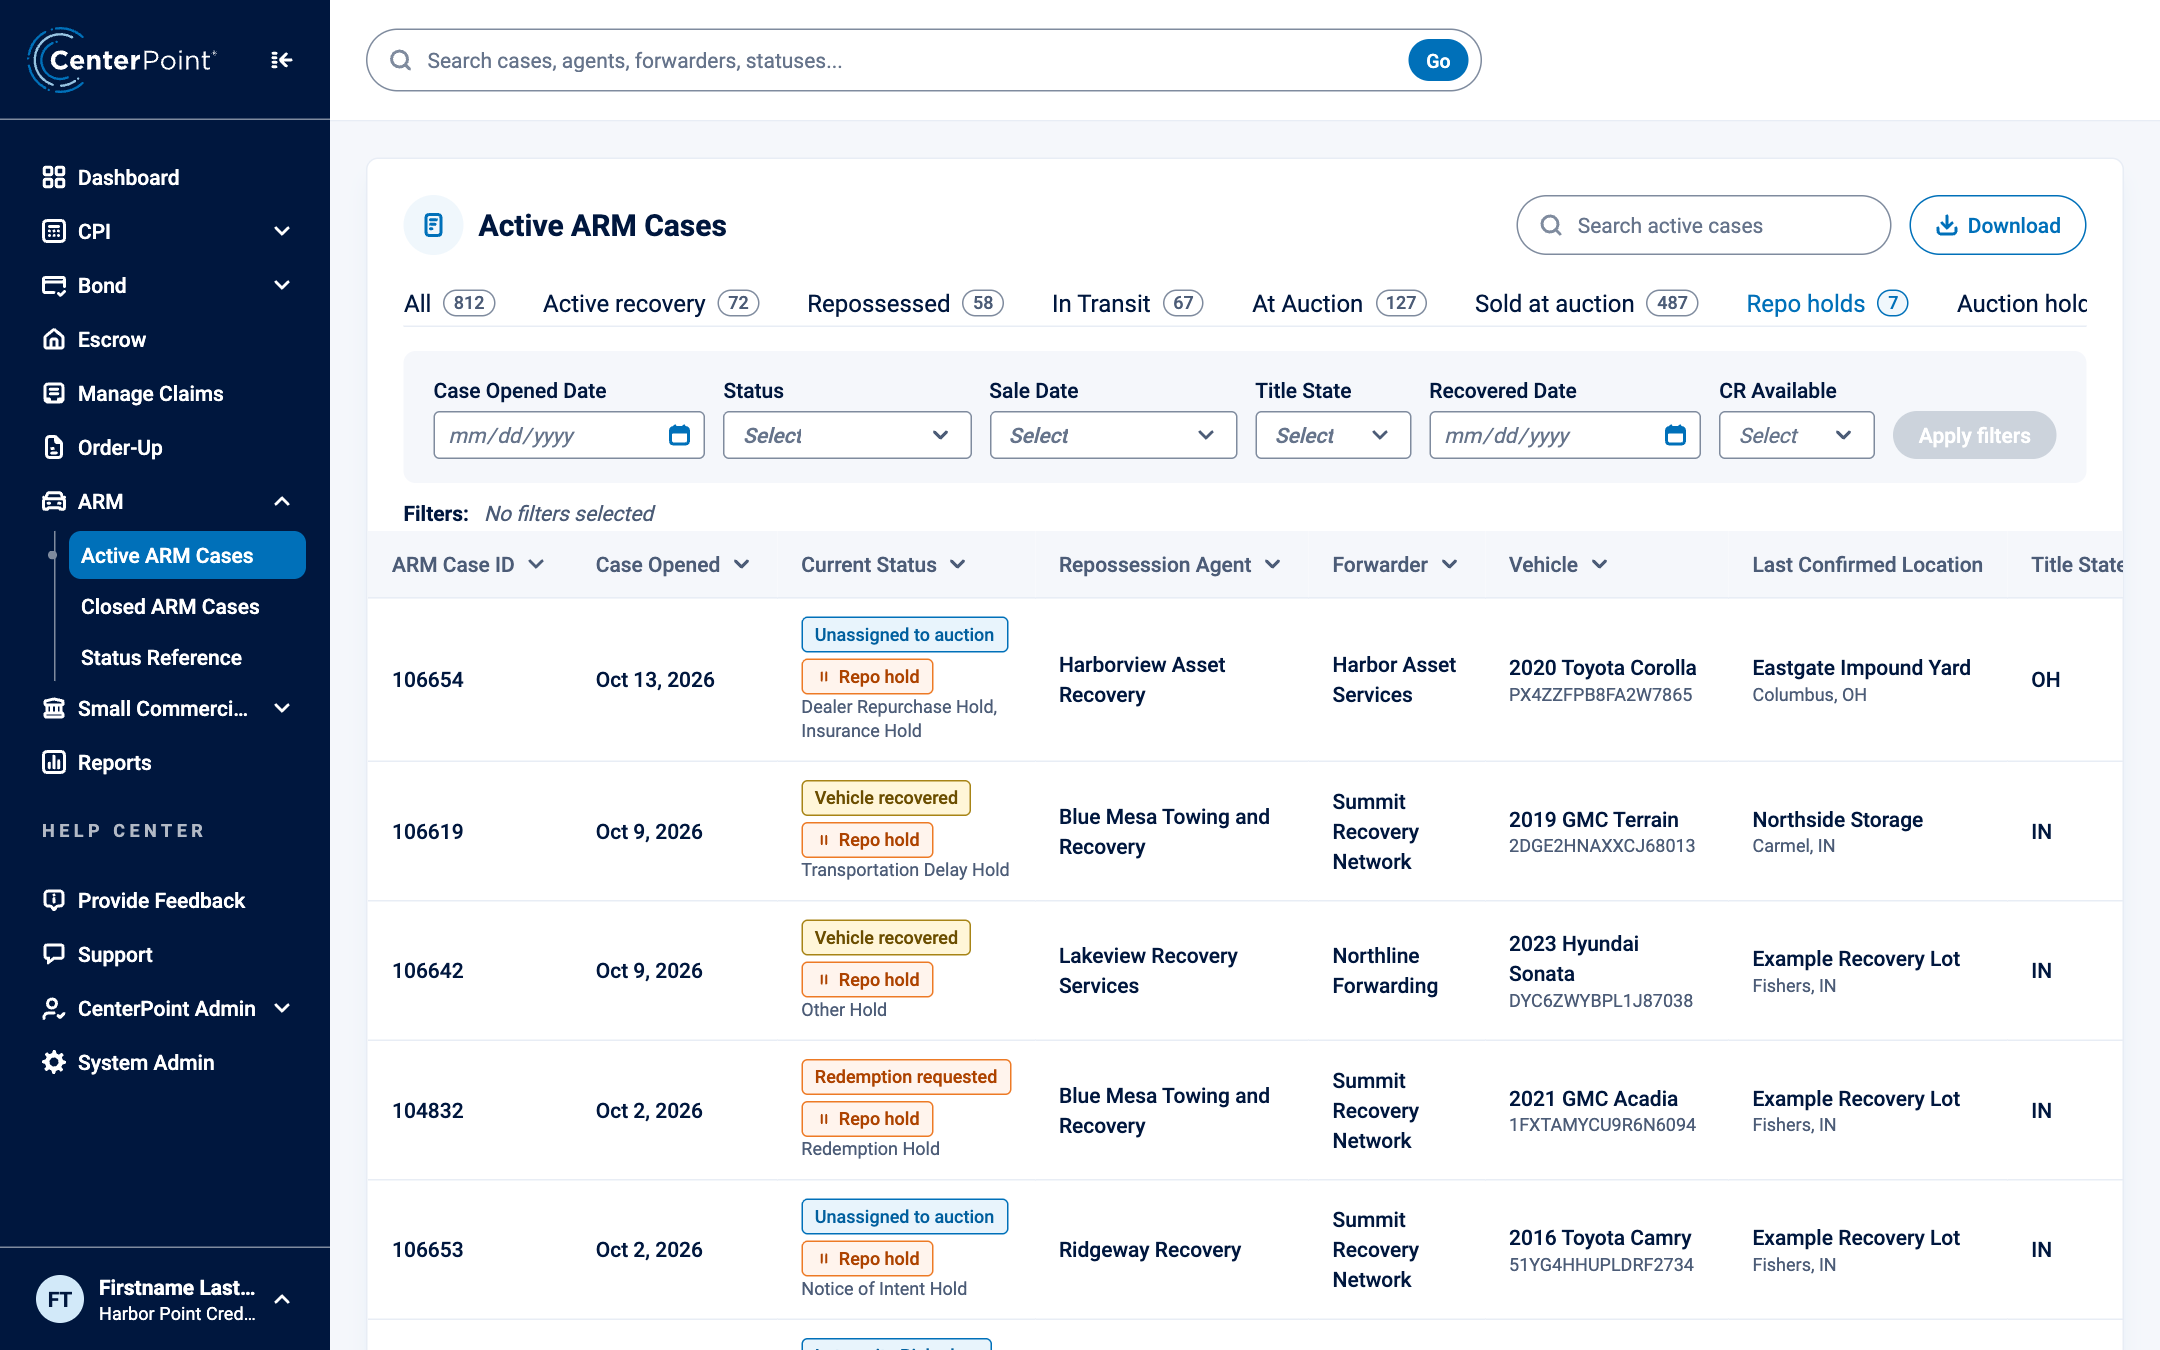 CenterPoint
Search cases, agents, forwarders, statuses...
Go
Dashboard
CPI
Bond
Escrow
Manage Claims
Order-Up
ARM
Active ARM Cases
Closed ARM Cases
Status Reference
Small Commerci...
Reports
HELP CENTER
Provide Feedback
Support
CenterPoint Admin
System Admin
FT
Firstname Last...
Harbor Point Cred...
Active ARM Cases
Search active cases
Download
All 812
Active recovery 72
Repossessed 58
In Transit 67
At Auction 127
Sold at auction 487
Repo holds 7
Auction hold
Case Opened Date
mm/dd/yyyy
Status
Select
Sale Date
Select
Title State
Select
Recovered Date
mm/dd/yyyy
CR Available
Select
Apply filters
Filters: No filters selected
ARM Case ID
Case Opened
Current Status
Repossession Agent
Forwarder
Vehicle
Last Confirmed Location
Title State
106654
Oct 13, 2026
Unassigned to auction
Repo hold
Dealer Repurchase Hold,
Insurance Hold
Harborview Asset
Recovery
Harbor Asset
Services
2020 Toyota Corolla
PX4ZZFPB8FA2W7865
Eastgate Impound Yard
Columbus, OH
OH
106619
Oct 9, 2026
Vehicle recovered
Repo hold
Transportation Delay Hold
Blue Mesa Towing and
Recovery
Summit
Recovery
Network
2019 GMC Terrain
2DGE2HNAXXCJ68013
Northside Storage
Carmel, IN
IN
106642
Oct 9, 2026
Vehicle recovered
Repo hold
Other Hold
Lakeview Recovery
Services
Northline
Forwarding
2023 Hyundai
Sonata
DYC6ZWYBPL1J87038
Example Recovery Lot
Fishers, IN
IN
104832
Oct 2, 2026
Redemption requested
Repo hold
Redemption Hold
Blue Mesa Towing and
Recovery
Summit
Recovery
Network
2021 GMC Acadia
1FXTAMYCU9R6N6094
Example Recovery Lot
Fishers, IN
IN
106653
Oct 2, 2026
Unassigned to auction
Repo hold
Notice of Intent Hold
Ridgeway Recovery
Summit
Recovery
Network
2016 Toyota Camry
51YG4HHUPLDRF2734
Example Recovery Lot
Fishers, IN
IN